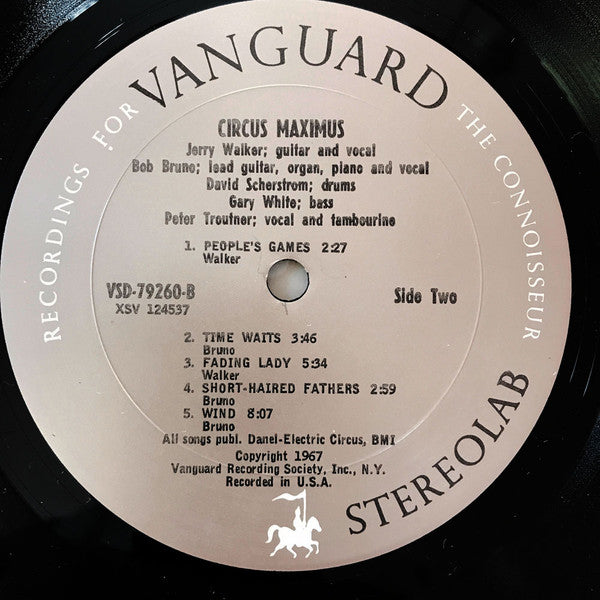 RECORDINGS FOR VANGUARD THE CONNOISSEUR
CIRCUS MAXIMUS
Jerry Walker; guitar and vocal
Bob Bruno; lead guitar, organ, piano and vocal
David Scherstrom; drums
Gary White; bass
Peter Troutner; vocal and tambourine
1. PEOPLE'S GAMES 2:27
Walker
VSD-79260-B Side Two
XSV 124537
2. TIME WAITS 3:46
Bruno
3. FADING LADY 5:34
Walker
4. SHORT-HAIRED FATHERS 2:59
Bruno
5. WIND 8:07
Bruno
All songs publ. Danel-Electric Circus, BMI
Copyright 1967
Vanguard Recording Society, Inc., N.Y.
Recorded in U.S.A.
STEREOLAB